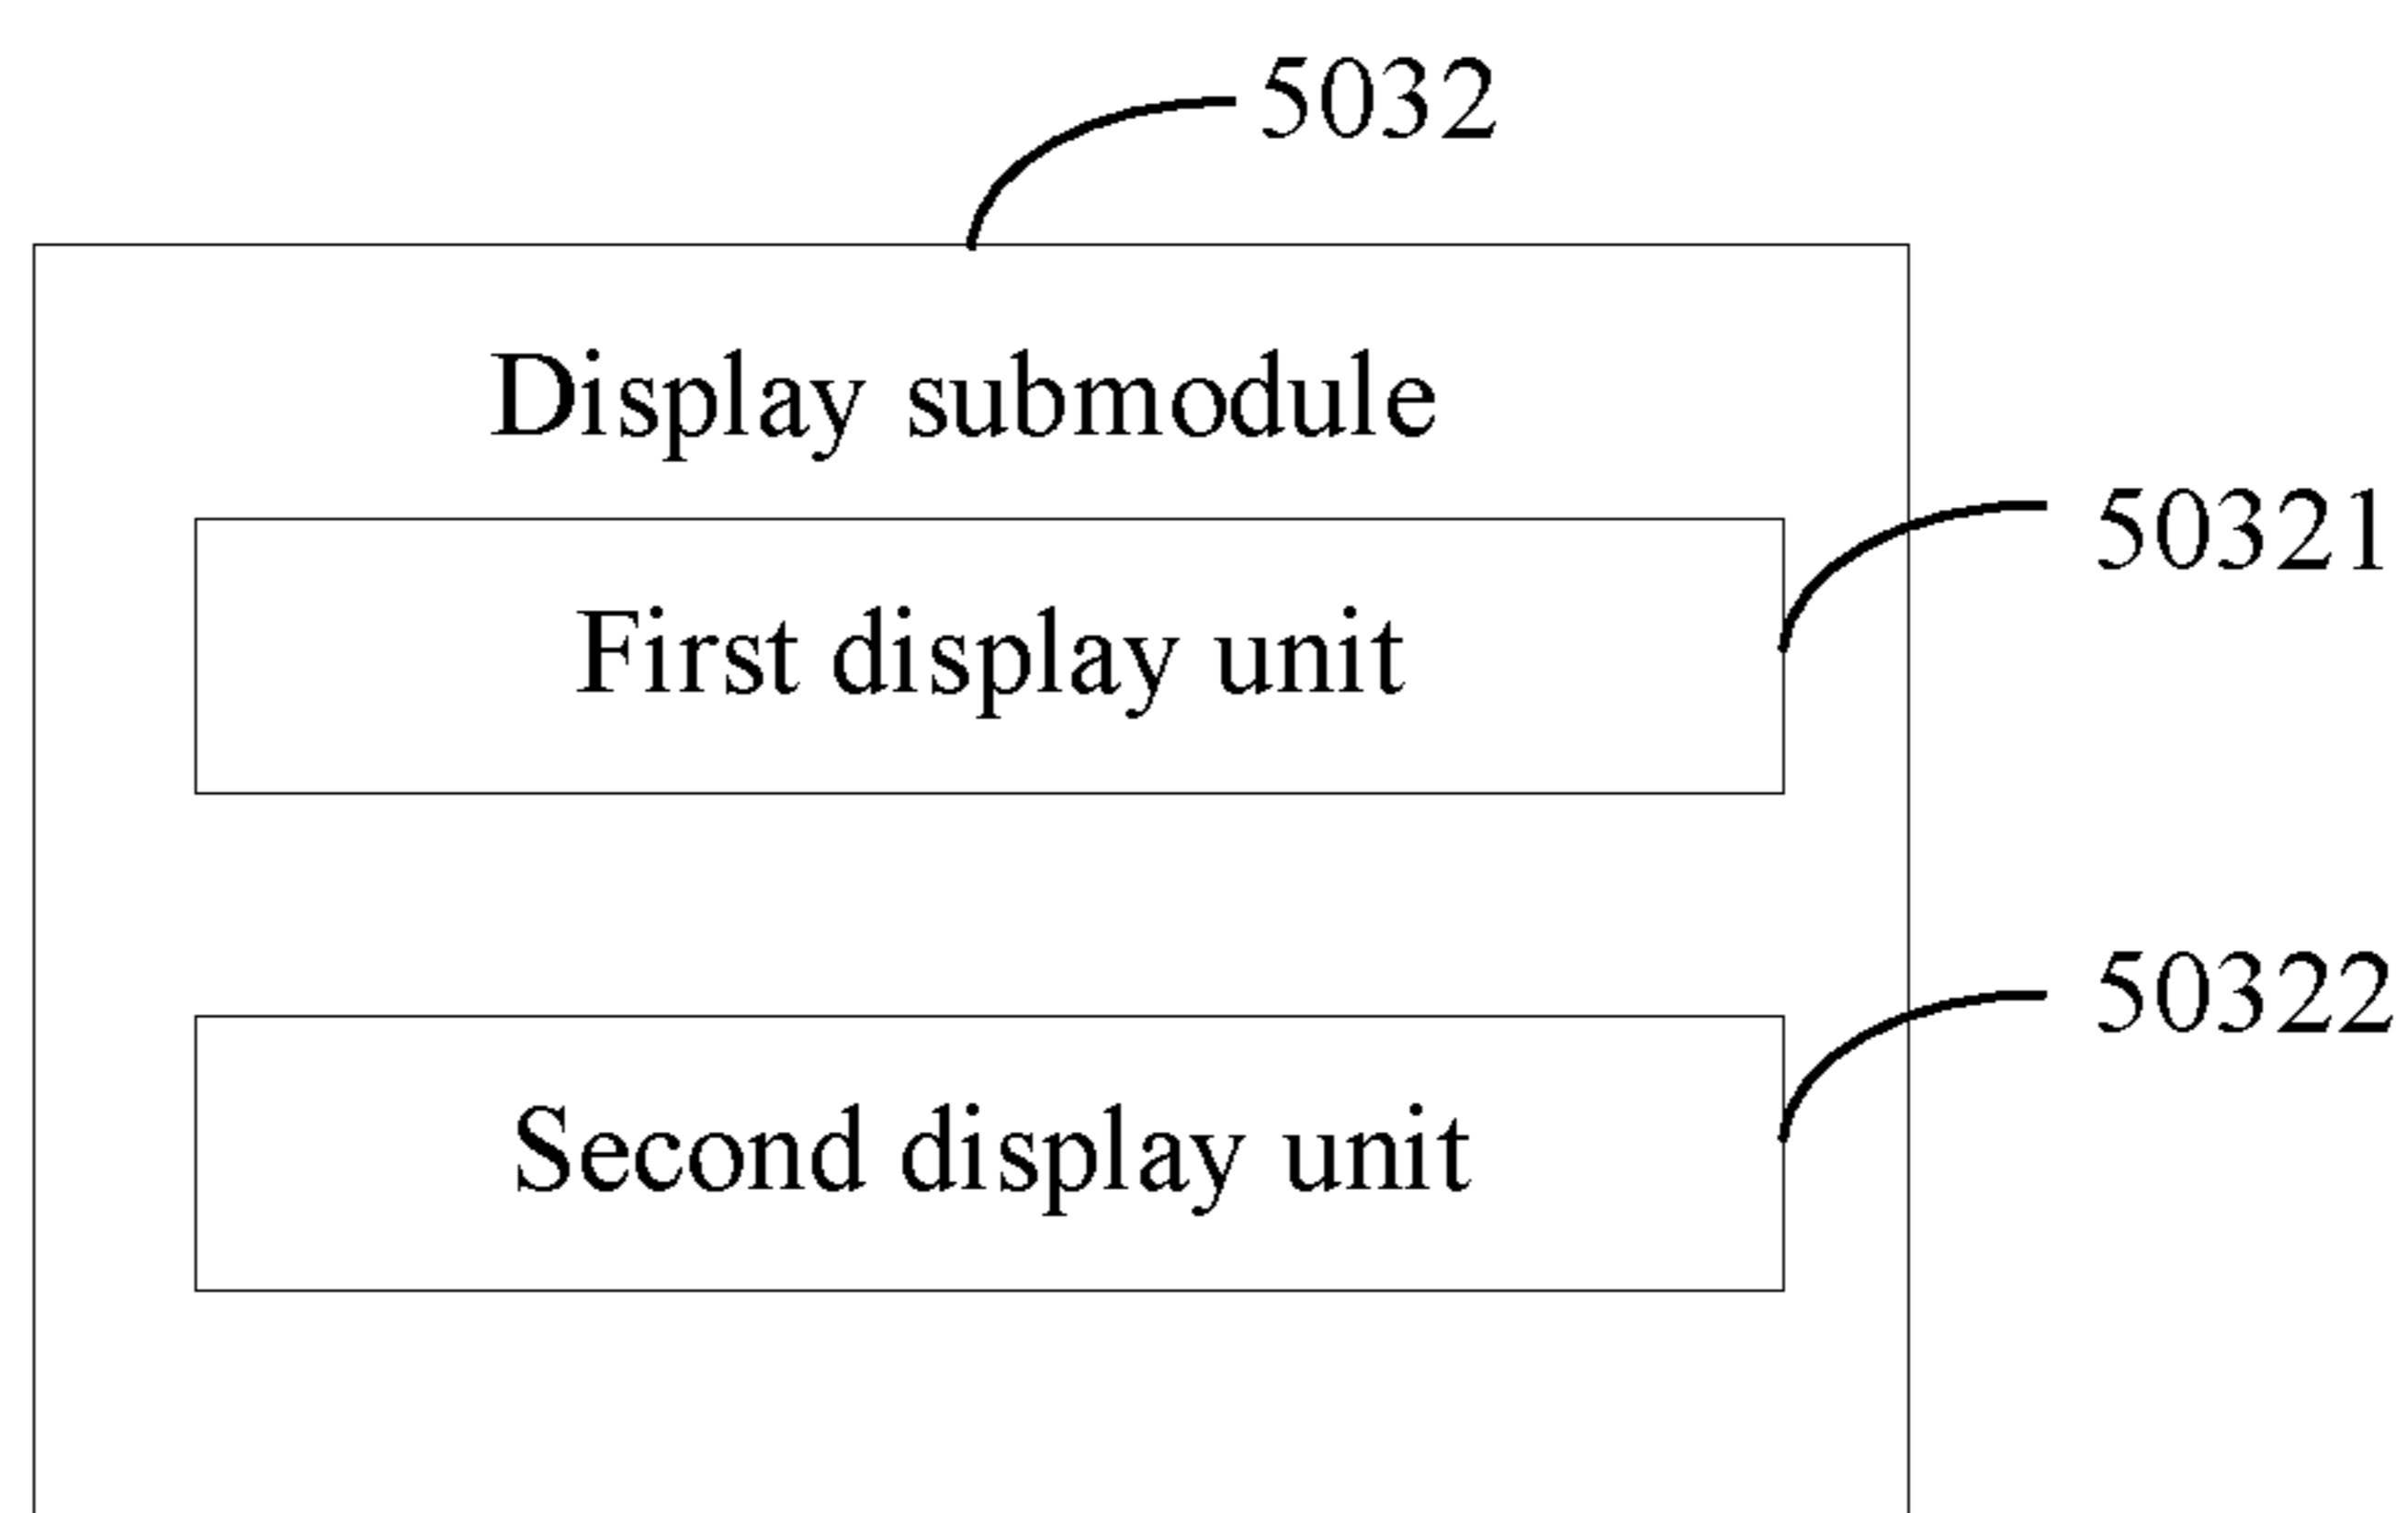 5032
Display submodule
50321
First display unit
50322
Second display unit